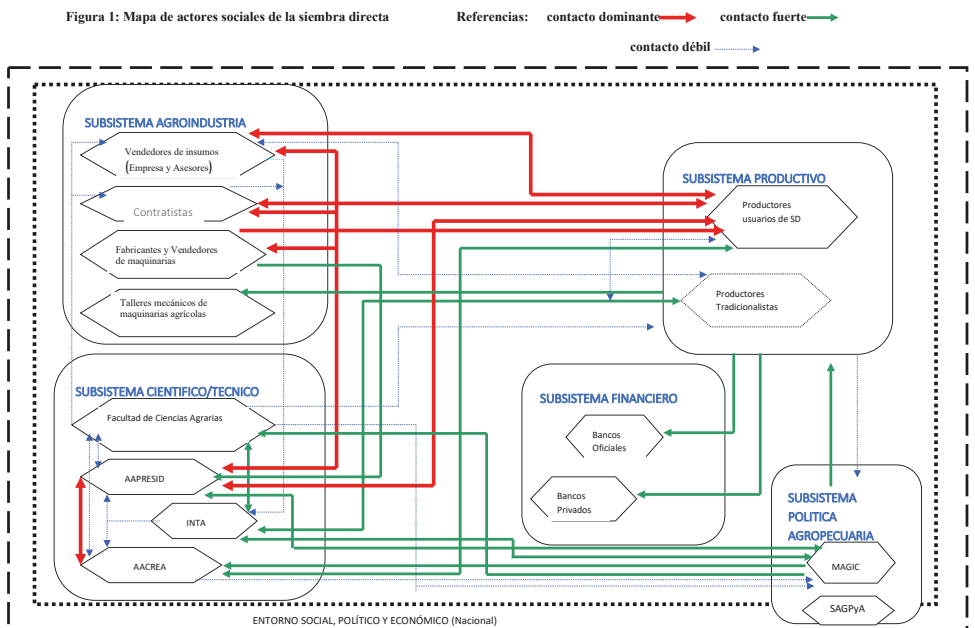 Figura 1: Mapa de actores sociales de la siembra directa
Referencias: contacto dominante contacto fuerte
contacto débil
SUBSISTEMA AGROINDUSTRIA
Vendedores de insumos
(Empresa y Asesores)
Contratistas
Fabricantes y Vendedores
de maquinarias
Talleres mecánicos de
maquinarias agrícolas
SUBSISTEMA PRODUCTIVO
Productores
usuarios de SD
Productores
Tradicionalistas
SUBSISTEMA CIENTIFICO/TECNICO
Facultad de Ciencias Agrarias
AAPRESID
INTA
AACREA
SUBSISTEMA FINANCIERO
Bancos
Oficiales
Bancos
Privados
SUBSISTEMA
POLITICA
AGROPECUARIA
MAGIC
SAGPyA
ENTORNO SOCIAL, POLÍTICO Y ECONÓMICO (Nacional)